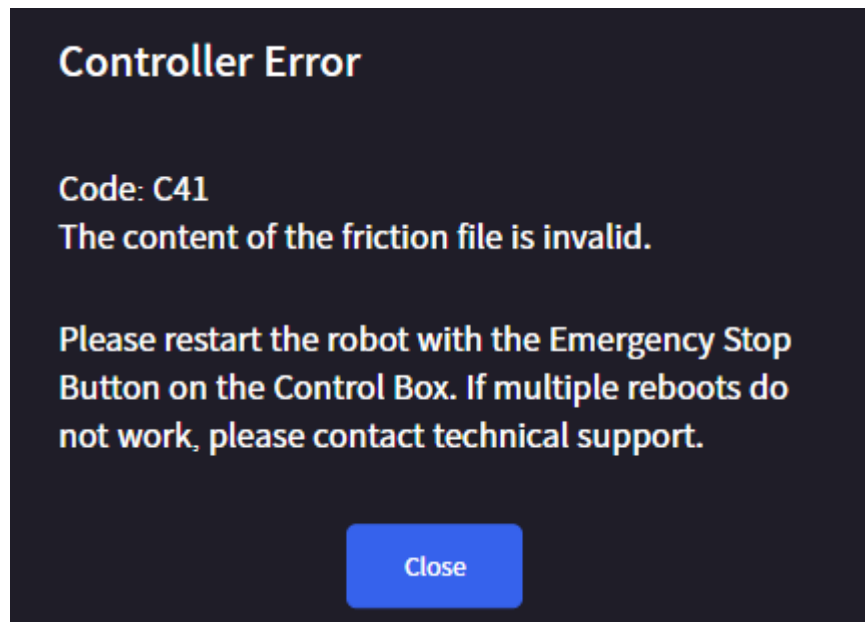 Controller Error
Code: C41
The content of the friction file is invalid.
Please restart the robot with the Emergency Stop
Button on the Control Box. If multiple reboots do
not work, please contact technical support.
Close